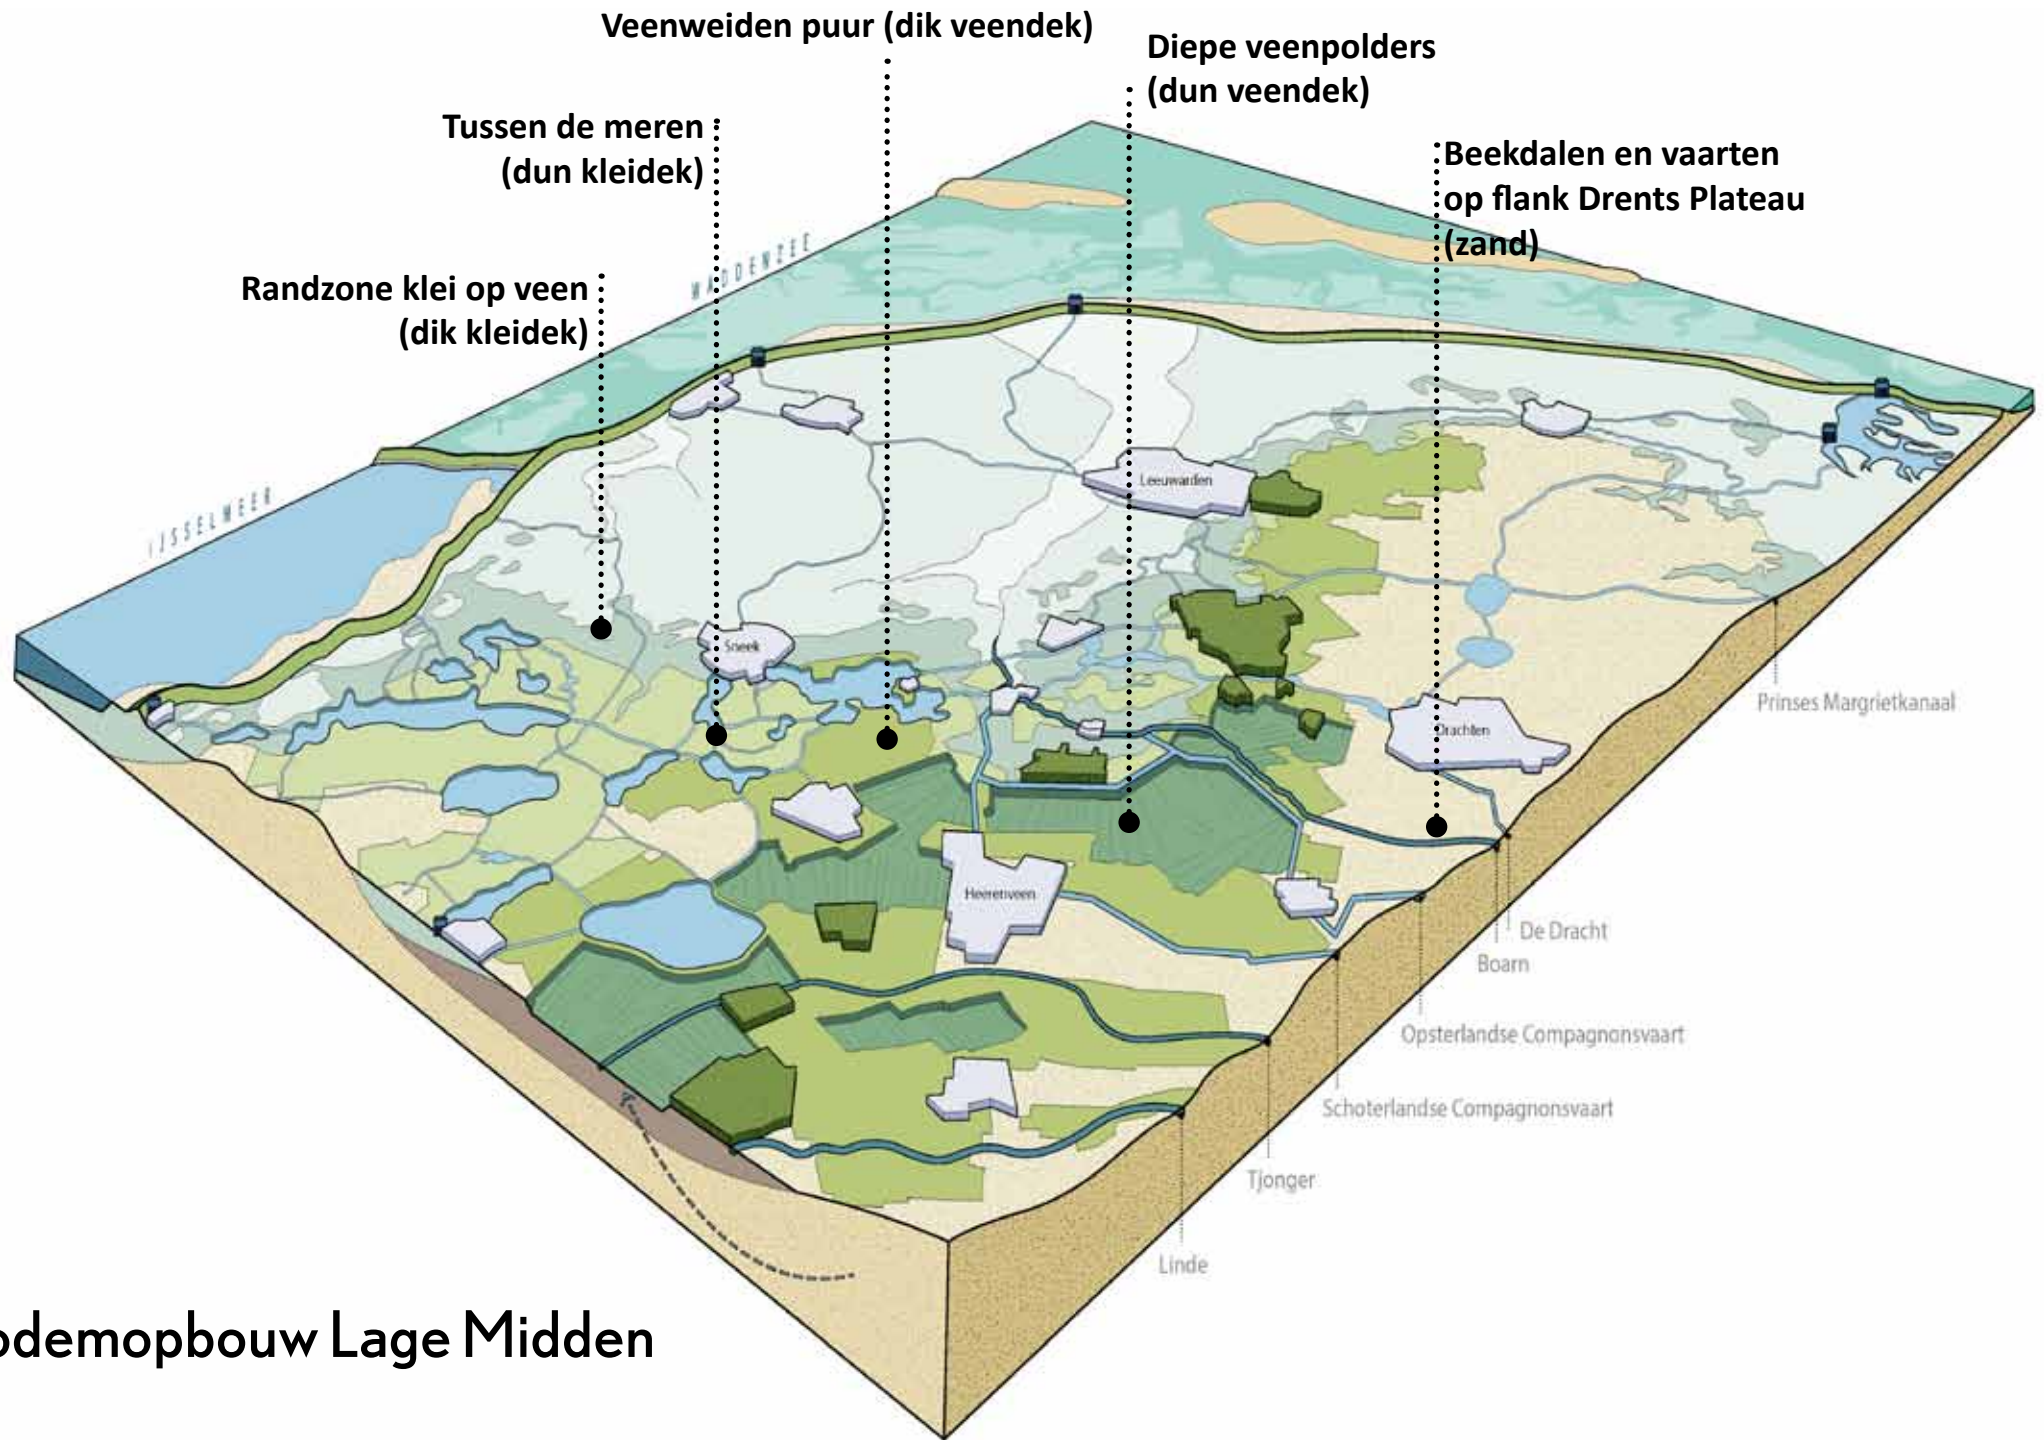 Veenweiden puur (dik veendek)
Diepe veenpolders
(dun veendek)
Tussen de meren
(dun kleidek)
Beekdalen en vaarten
op flank Drents Plateau
(zand)
Randzone klei op veen
(dik kleidek)
WADDENZEE
IJSSELMEER
Leeuwarden
Sneek
Drachten
Heerenveen
Prinses Margrietkanaal
De Dracht
Boarn
Opsterlandse Compagnonsvaart
Schoterlandse Compagnonsvaart
Tjonger
Linde
odemopbouw Lage Midden